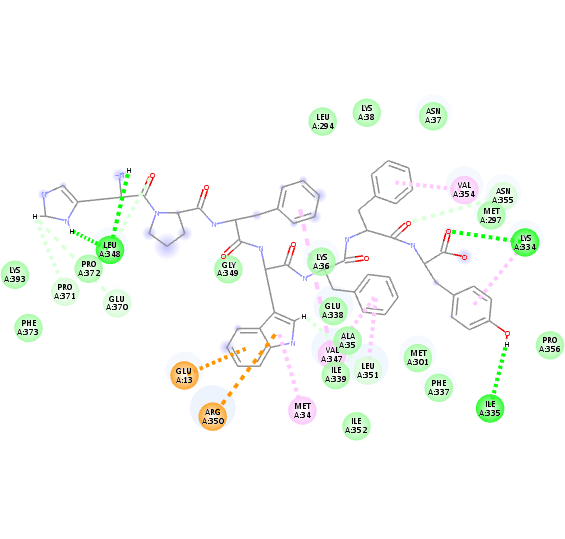 LYS
A:38
ASN
A:37
LEU
A:294
H
N
O
O
VAL
A:354
ASN
A:355
N
O
MET
A:297
N
N
O
O
LYS
A:334
H
N
H
LEU
A:348
O
N
O
N
O
O
LYS
A:36
N
O
GLY
A:349
PRO
A:372
LYS
A:393
N
PRO
A:371
GLU
A:370
GLU
A:338
H
PHE
A:373
O
H
ALA
A:35
N
VAL
A:347
PRO
A:356
MET
A:301
LEU
A:351
ILE
A:339
GLU
A:13
PHE
A:337
MET
A:34
ILE
A:335
ARG
A:350
ILE
A:352